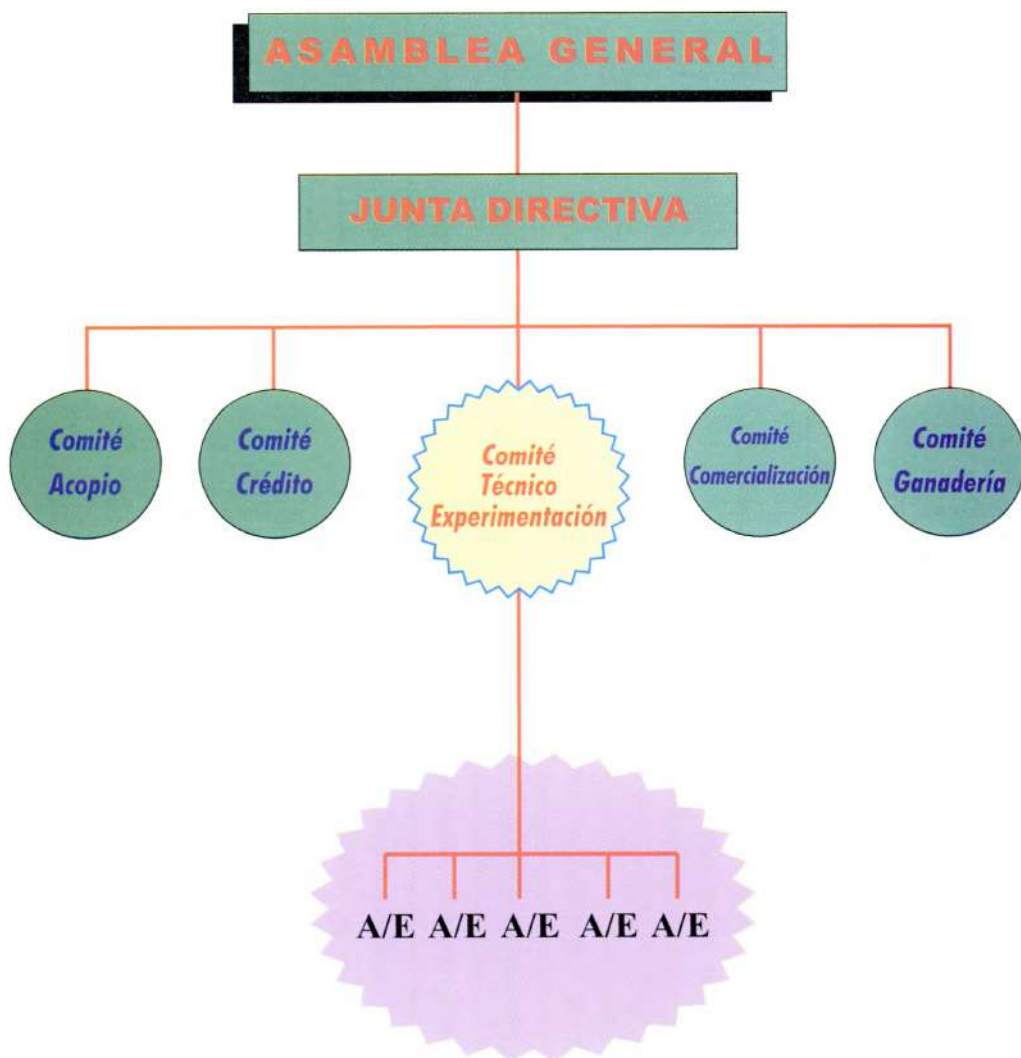 ASAMBLEA GENERAL
JUNTA DIRECTIVA
Comité
Acopio
Comité
Crédito
Comité
Técnico
Experimentación
Comité
Comercialización
Comité
Ganadería
A/E A/E A/E A/E A/E